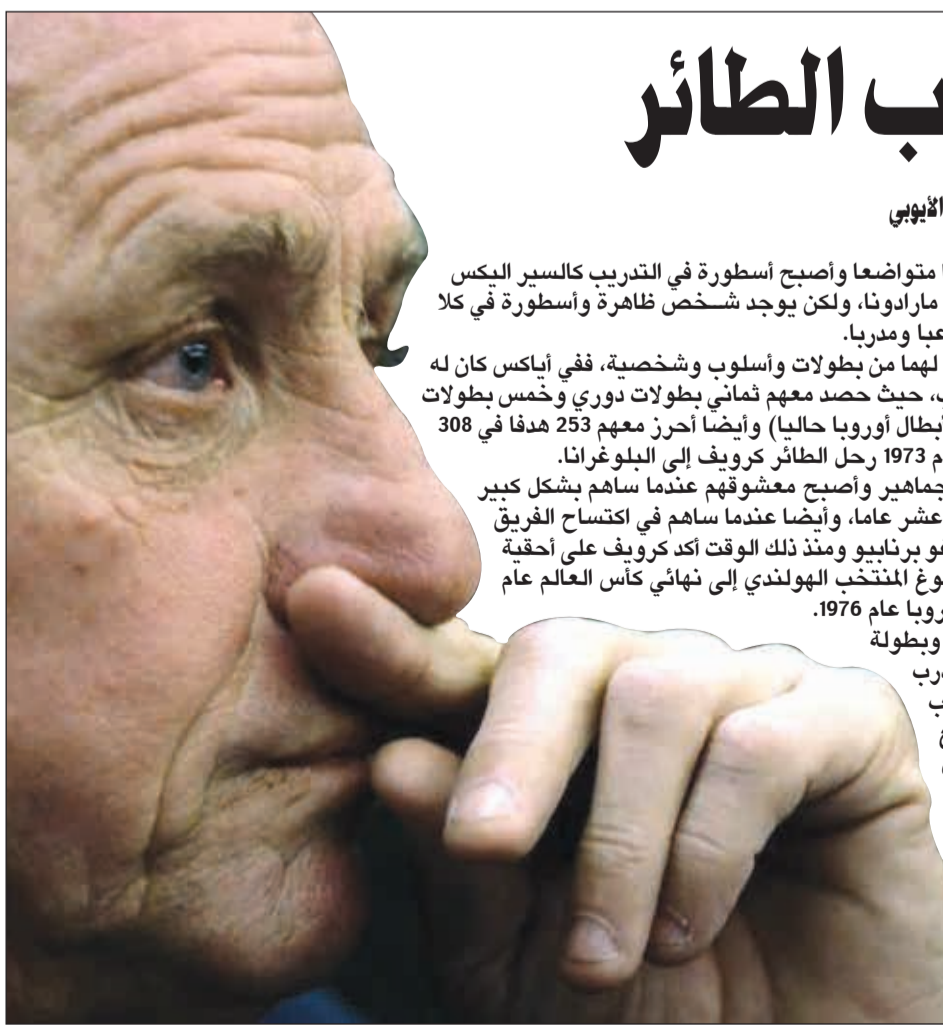 الطائر
الأيوبي
متواضعا وأصبح أسطورة في التدريب كالسير اليكس
مارادونا، ولكن يوجد شخص ظاهرة وأسطورة في كلا
ومدربا.
لهما من بطولات وأسلوب وشخصية، ففي أياكس كان له
حيث حصد معهم ثماني بطولات دوري وخمس بطولات
أبطال أوروبا حاليا) وأيضا أحرز معهم 253 هدفا في 308
1973 رحل الطائر كرويف إلى البلوغرانا.
وأصبح معشوقهم عندما ساهم بشكل كبير
عشر عاما، وأيضا عندما ساهم في اكتساح الفريق
برنابيو ومنذ ذلك الوقت أكد كرويف على أحقية
المنتخب الهولندي إلى نهائي كأس العالم عام
عام 1976.
وبطولة